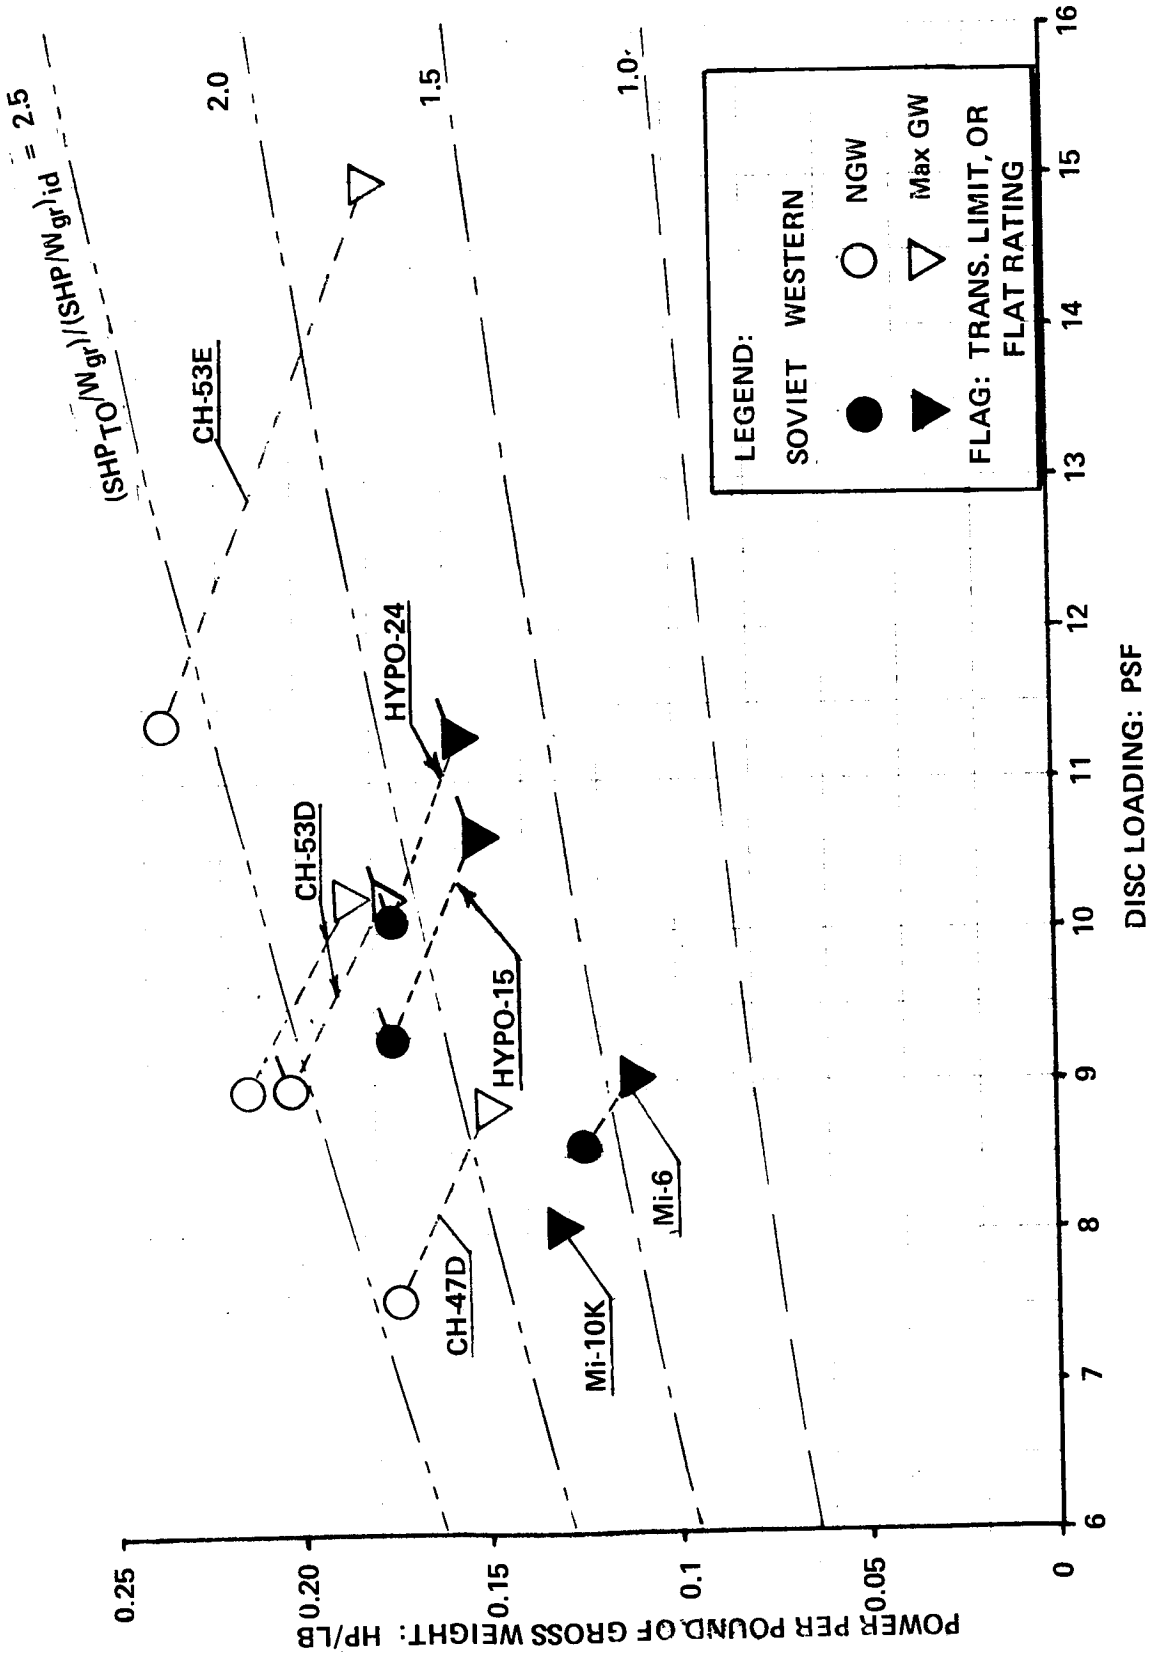 (SHP TO/Wgr)/(SHP/Wgr)id = 2.5
2.0
1.5
1.0
CH-53E
HYPO-24
CH-53D
HYPO-15
CH-47D
Mi-10K
Mi-6
LEGEND:
SOVIET WESTERN
NGW
Max GW
FLAG: TRANS. LIMIT, OR
FLAT RATING
POWER PER POUND OF GROSS WEIGHT: HP/LB
0.25
0.20
0.15
0.1
0.05
0
6 7 8 9 10 11 12 13 14 15 16
DISC LOADING: PSF